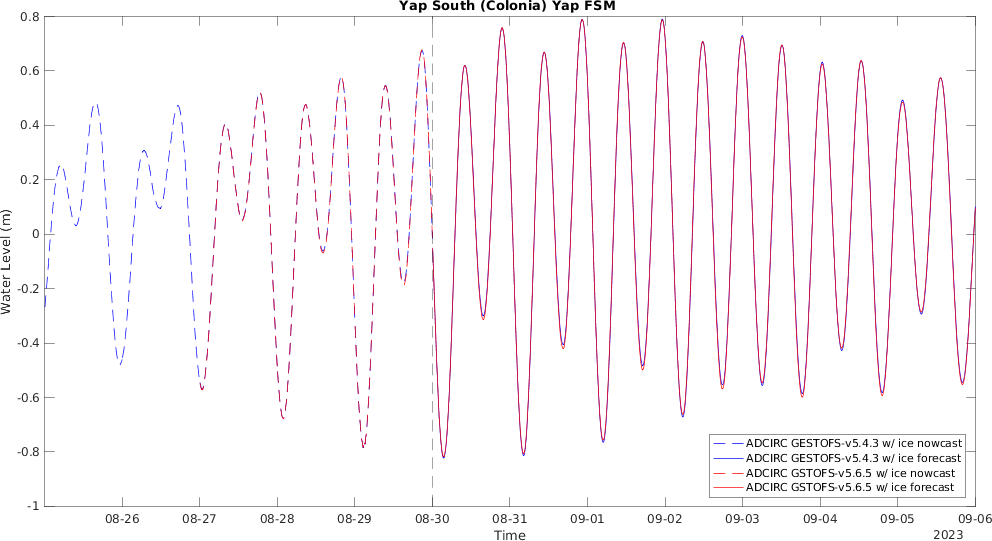 Yap South (Colonia) Yap FSM
0.8
0.6
0.4
0.2
0
-0.2
-0.4
-0.6
-0.8
-1
Water Level (m)
08-26 08-27 08-28 08-29 08-30 08-31 09-01 09-02 09-03 09-04 09-05 09-06
Time
2023
ADCIRC GESTOFS-v5.4.3 w/ ice nowcast
ADCIRC GESTOFS-v5.4.3 w/ ice forecast
ADCIRC GSTOFS-v5.6.5 w/ ice nowcast
ADCIRC GSTOFS-v5.6.5 w/ ice forecast